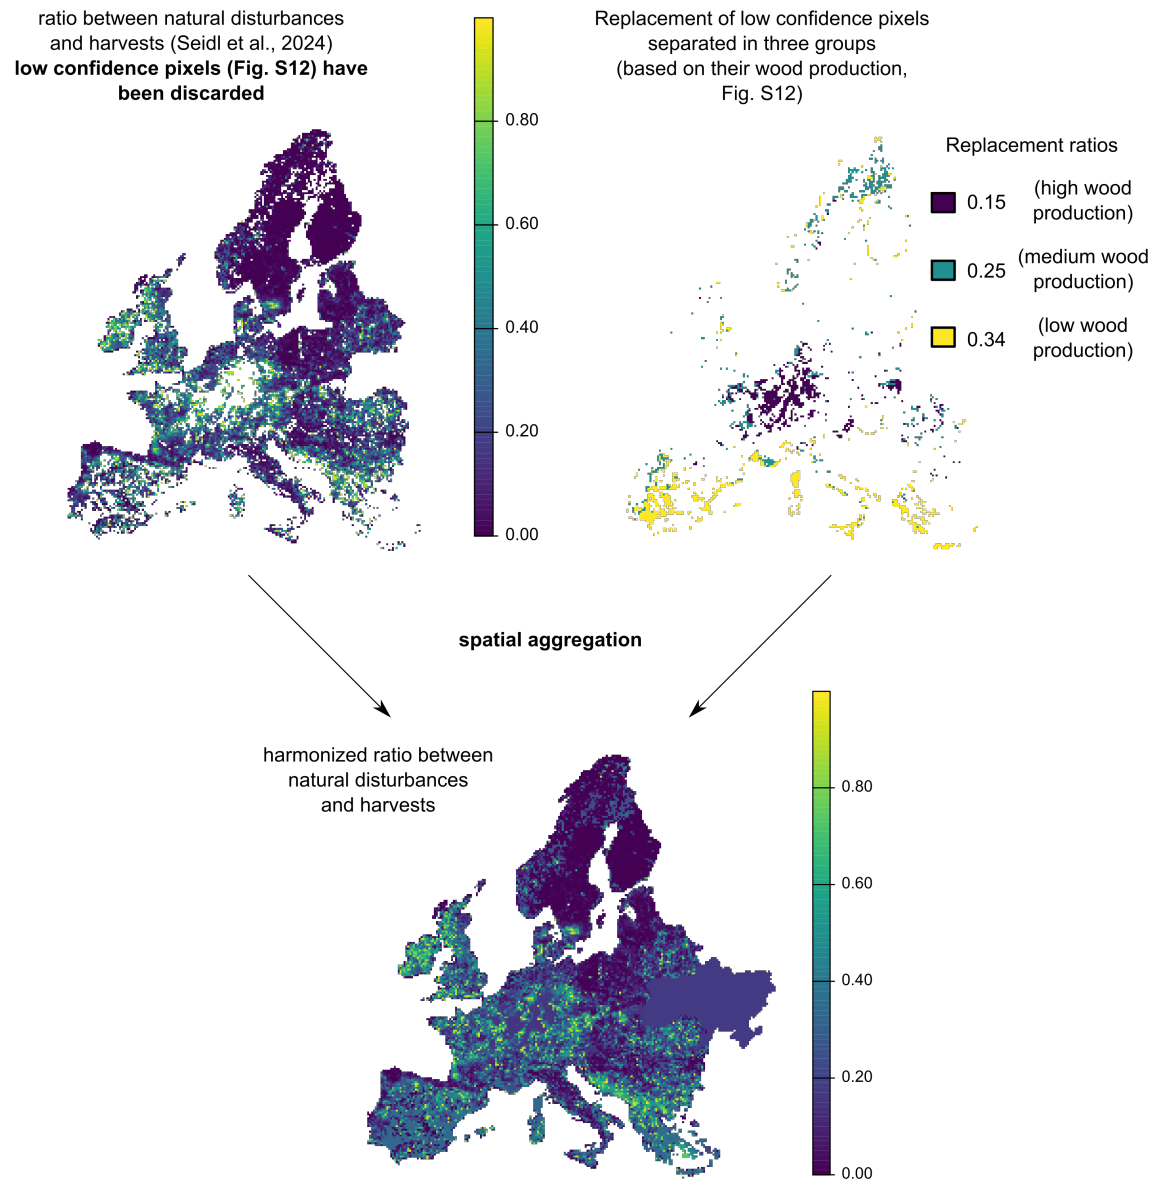 ratio between natural disturbances
and harvests (Seidl et al., 2024)
low confidence pixels (Fig. S12) have
been discarded
0.80
0.60
0.40
0.20
0.00
Replacement of low confidence pixels
separated in three groups
(based on their wood production,
Fig. S12)
Replacement ratios
0.15 (high wood
production)
0.25 (medium wood
production)
0.34 (low wood
production)
spatial aggregation
harmonized ratio between
natural disturbances
and harvests
0.80
0.60
0.40
0.20
0.00